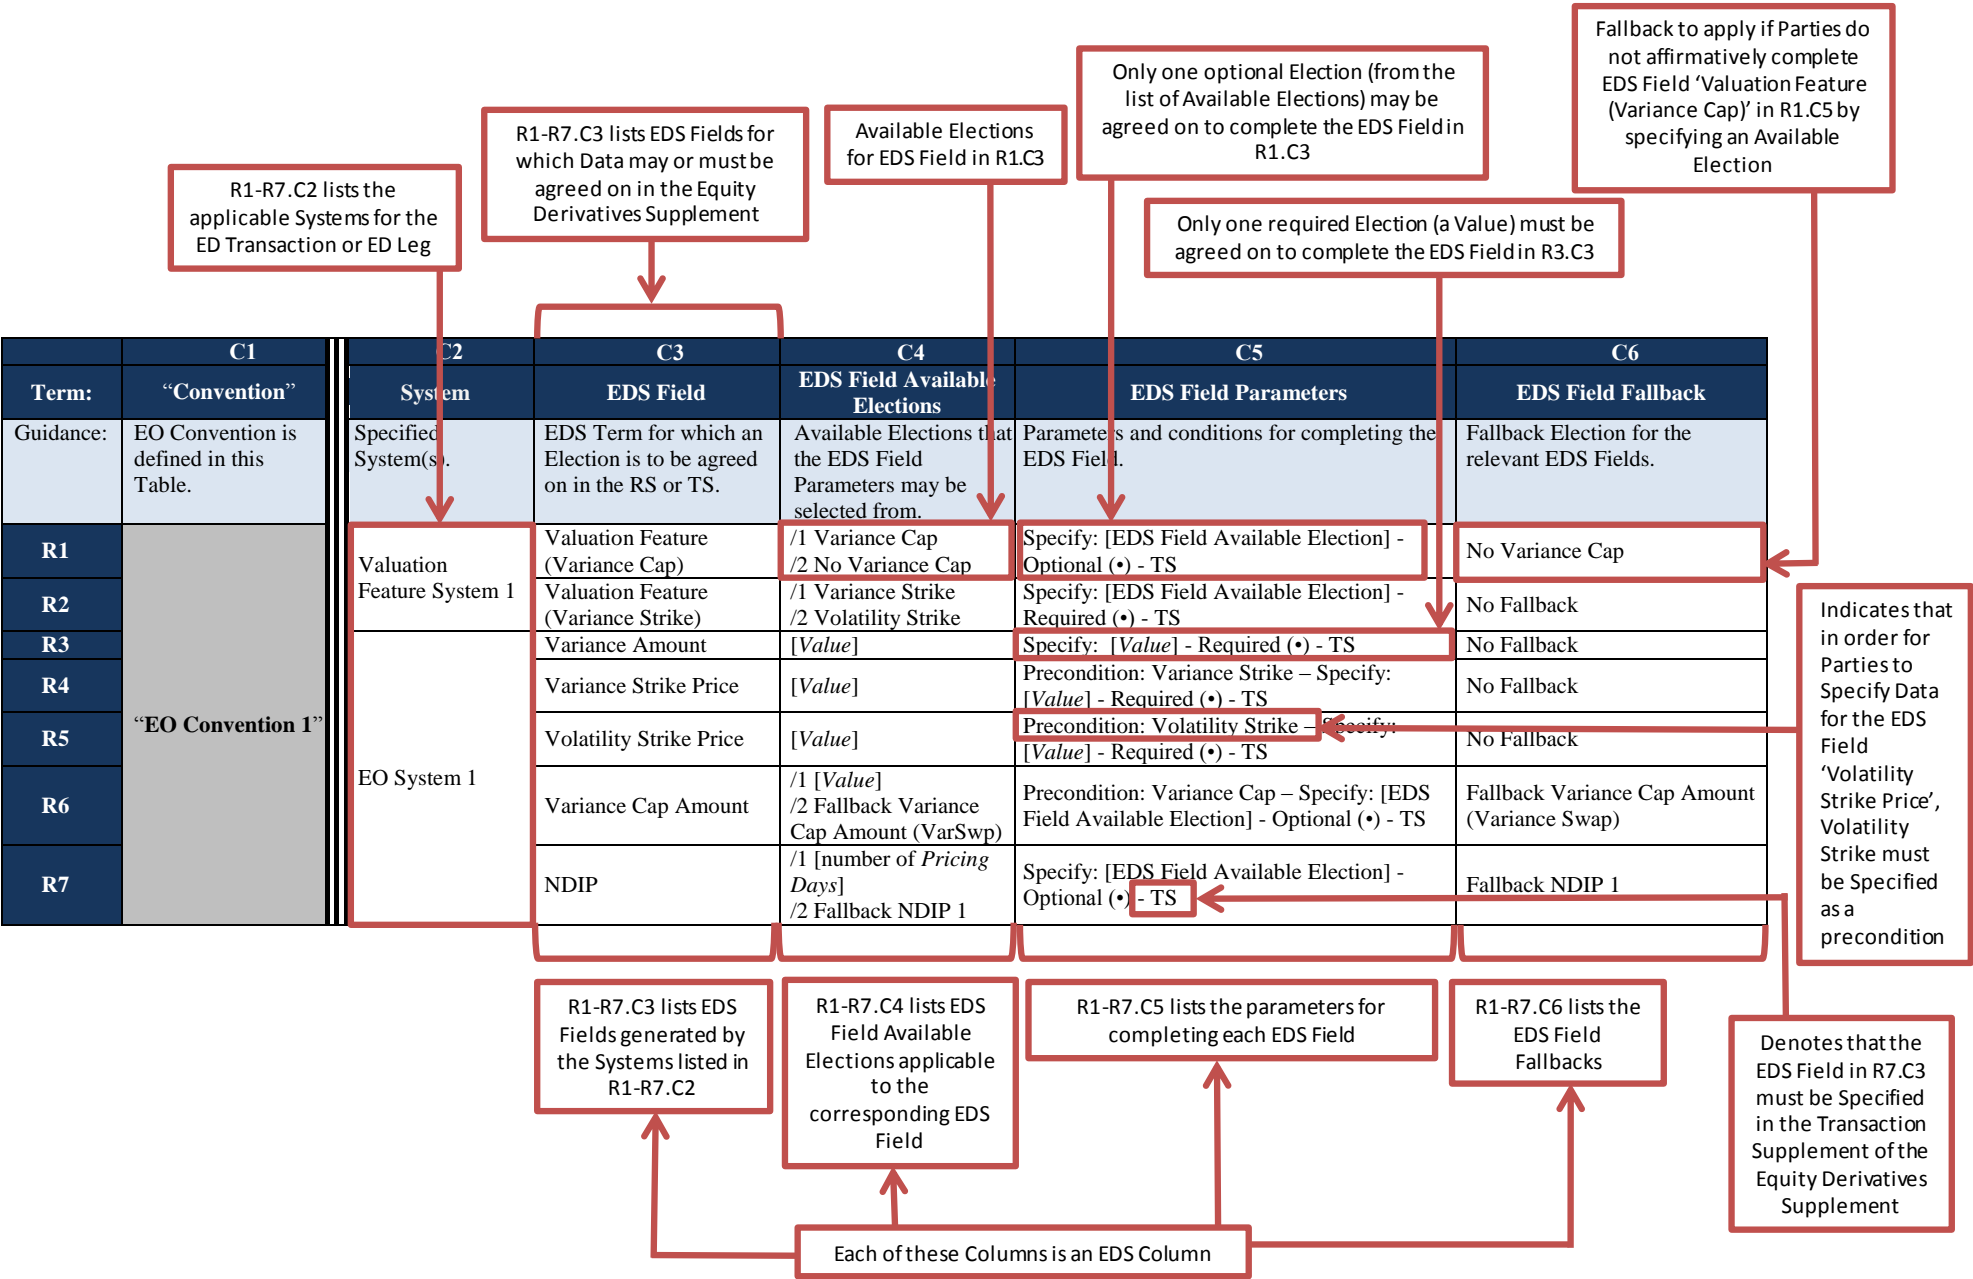 Fallback to apply if Parties do
not affirmatively complete
EDS Field ‘Valuation Feature
(Variance Cap)’ in R1.C5 by
specifying an Available
Election
Only one optional Election (from the
list of Available Elections) may be
agreed on to complete the EDS Field in
R1.C3
R1-R7.C3 lists EDS Fields for
which Data may or must be
agreed on in the Equity
Derivatives Supplement
Available Elections
for EDS Field in R1.C3
R1-R7.C2 lists the
applicable Systems for the
ED Transaction or ED Leg
Only one required Election (a Value) must be
agreed on to complete the EDS Field in R3.C3
C1
C2
C3
C4
C5
C6
Term:
“Convention”
System
EDS Field
EDS Field Available
Elections
EDS Field Parameters
EDS Field Fallback
Guidance:
EO Convention is
defined in this
Table.
Specified
System(s).
EDS Term for which an
Election is to be agreed
on in the RS or TS.
Available Elections that
the EDS Field
Parameters may be
selected from.
Parameters and conditions for completing the
EDS Field.
Fallback Election for the
relevant EDS Fields.
“EO Convention 1”
Valuation
Feature System 1
R1
Valuation Feature
(Variance Cap)
/1 Variance Cap
/2 No Variance Cap
Specify: [EDS Field Available Election] -
Optional (•) - TS
No Variance Cap
R2
Valuation Feature
(Variance Strike)
/1 Variance Strike
/2 Volatility Strike
Specify: [EDS Field Available Election] -
Required (•) - TS
No Fallback
EO System 1
R3
Variance Amount
[Value]
Specify: [Value] - Required (•) - TS
No Fallback
R4
Variance Strike Price
[Value]
Precondition: Variance Strike – Specify:
[Value] - Required (•) - TS
No Fallback
R5
Volatility Strike Price
[Value]
Precondition: Volatility Strike – Specify:
[Value] - Required (•) - TS
No Fallback
R6
Variance Cap Amount
/1 [Value]
/2 Fallback Variance
Cap Amount (VarSwp)
Precondition: Variance Cap – Specify: [EDS
Field Available Election] - Optional (•) - TS
Fallback Variance Cap Amount
(Variance Swap)
R7
NDIP
/1 [number of Pricing
Days]
/2 Fallback NDIP 1
Specify: [EDS Field Available Election] -
Optional (•) - TS
Fallback NDIP 1
Indicates that
in order for
Parties to
Specify Data
for the EDS
Field
‘Volatility
Strike Price’,
Volatility
Strike must
be Specified
as a
precondition
R1-R7.C3 lists EDS
Fields generated by
the Systems listed in
R1-R7.C2
R1-R7.C4 lists EDS
Field Available
Elections applicable
to the
corresponding EDS
Field
R1-R7.C5 lists the parameters for
completing each EDS Field
R1-R7.C6 lists the
EDS Field
Fallbacks
Denotes that the
EDS Field in R7.C3
must be Specified
in the Transaction
Supplement of the
Equity Derivatives
Supplement
Each of these Columns is an EDS Column